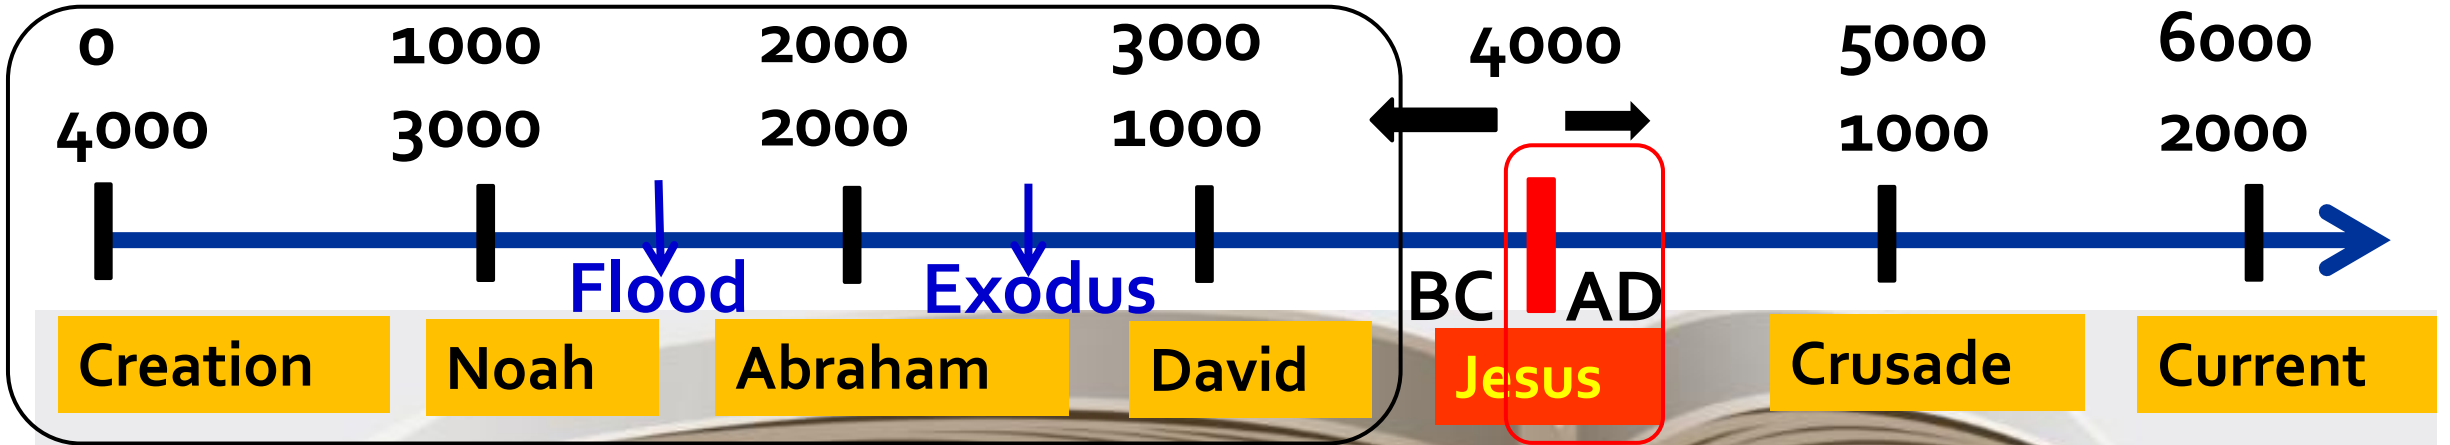 0 1000 2000 3000 4000 5000 6000
4000 3000 2000 1000 1000 2000
Flood Exodus BC AD
Creation Noah Abraham David Jesus Crusade Current